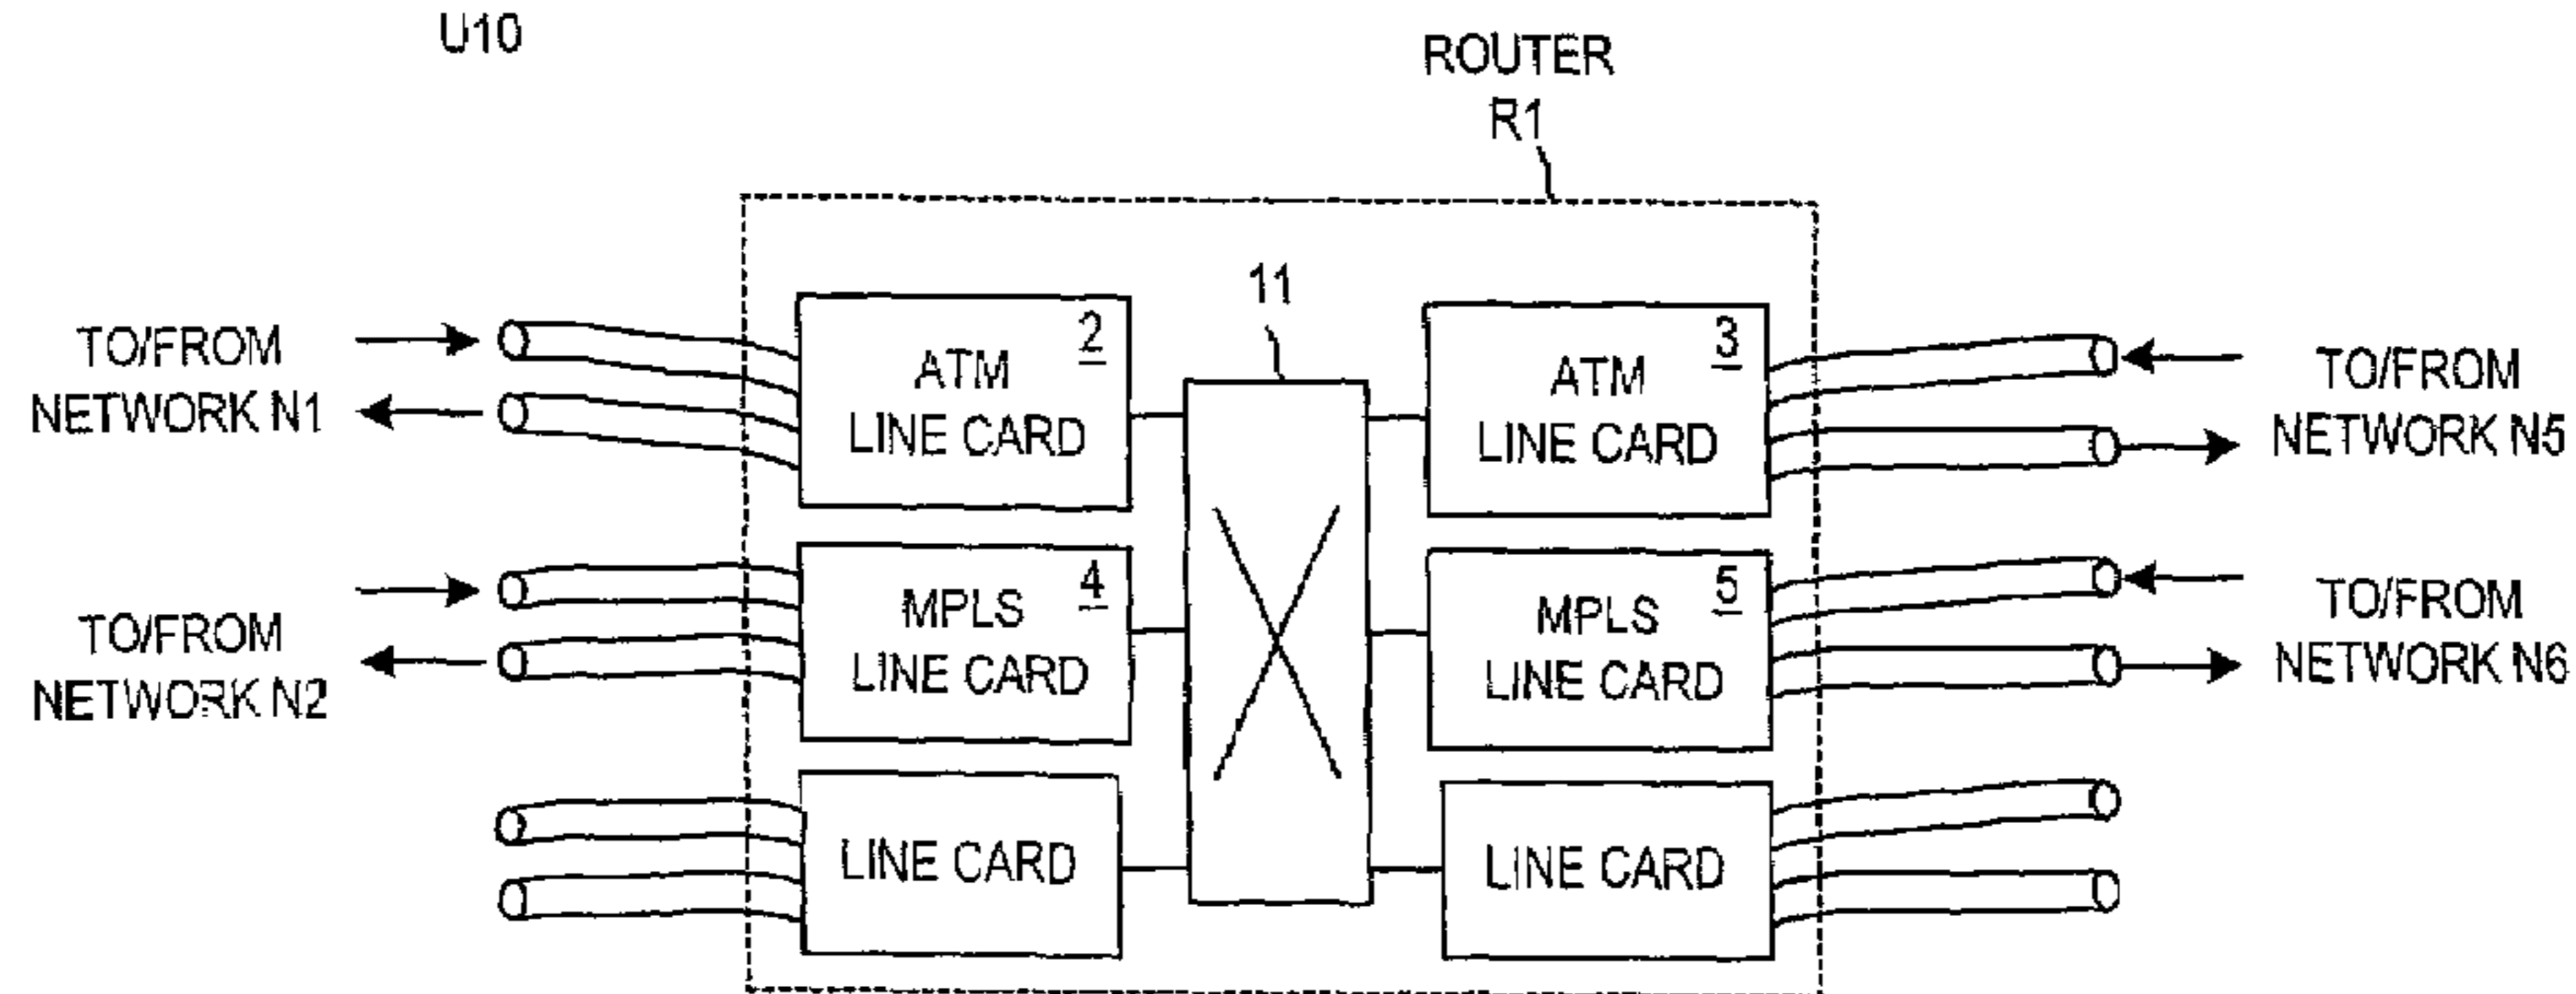 U10
ROUTER
R1
11
TO/FROM
NETWORK N1
2
ATM
LINE CARD
3
ATM
LINE CARD
TO/FROM
NETWORK N5
TO/FROM
NETWORK N2
4
MPLS
LINE CARD
5
MPLS
LINE CARD
TO/FROM
NETWORK N6
LINE CARD
LINE CARD